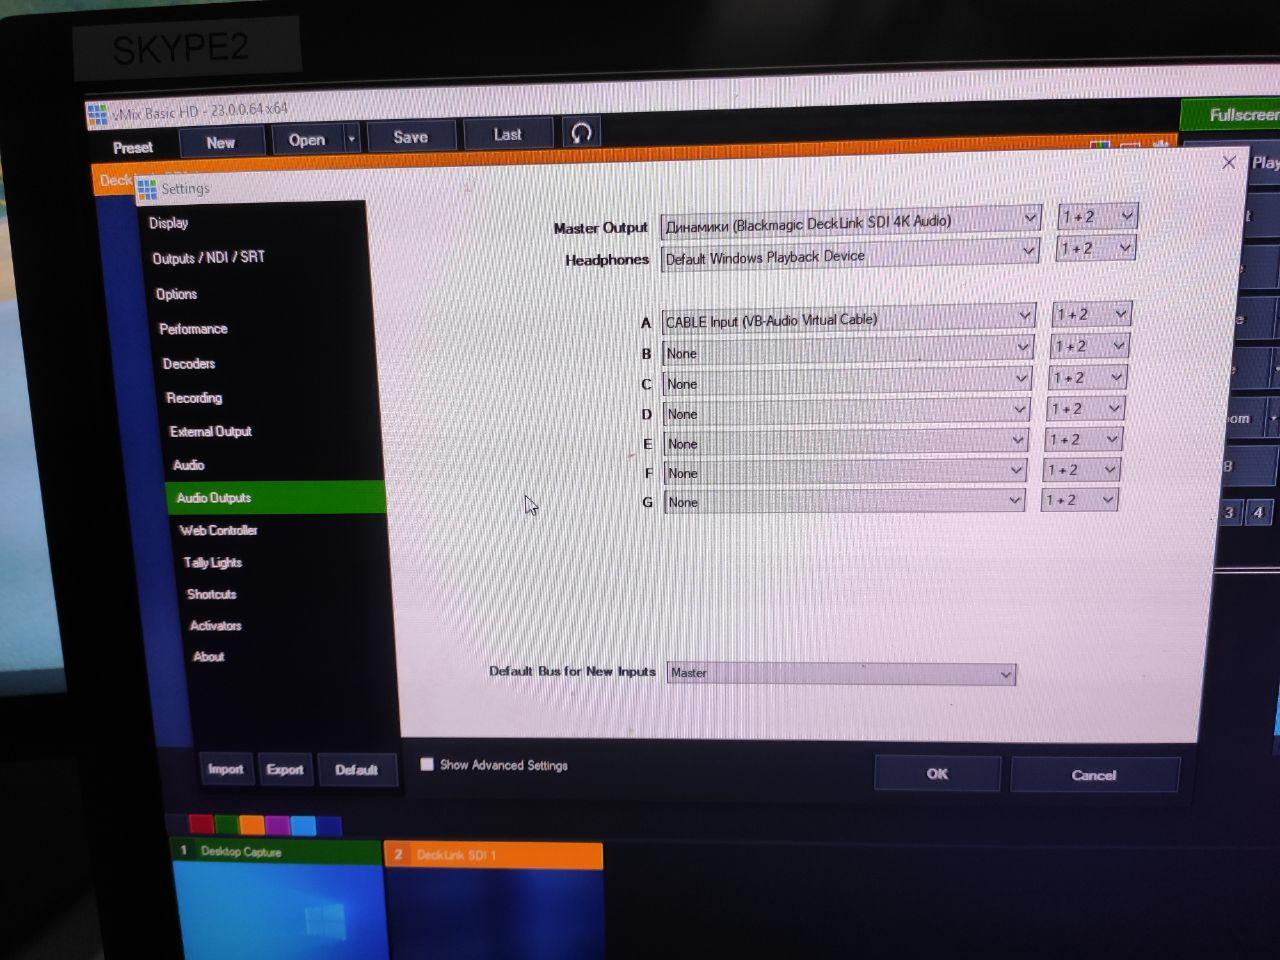 SKYPE2
vMix Basic HD - 23.0.0.64 x64
Preset New Open Save Last
Fullscreen
Settings
Display
Outputs / NDI / SRT
Options
Performance
Decoders
Recording
External Output
Audio
Audio Outputs
Web Controller
Tally Lights
Shortcuts
Activators
About
Import Export Default
Master Output Динамики (Blackmagic DeckLink SDI 4K Audio) 1 + 2
Headphones Default Windows Playback Device 1 + 2
A CABLE Input (VB-Audio Virtual Cable) 1 + 2
B None 1 + 2
C None 1 + 2
D None 1 + 2
E None 1 + 2
F None 1 + 2
G None 1 + 2
Default Bus for New Inputs Master
Show Advanced Settings
OK Cancel
3 4
1 Desktop Capture
2 DeckLink SDI 1